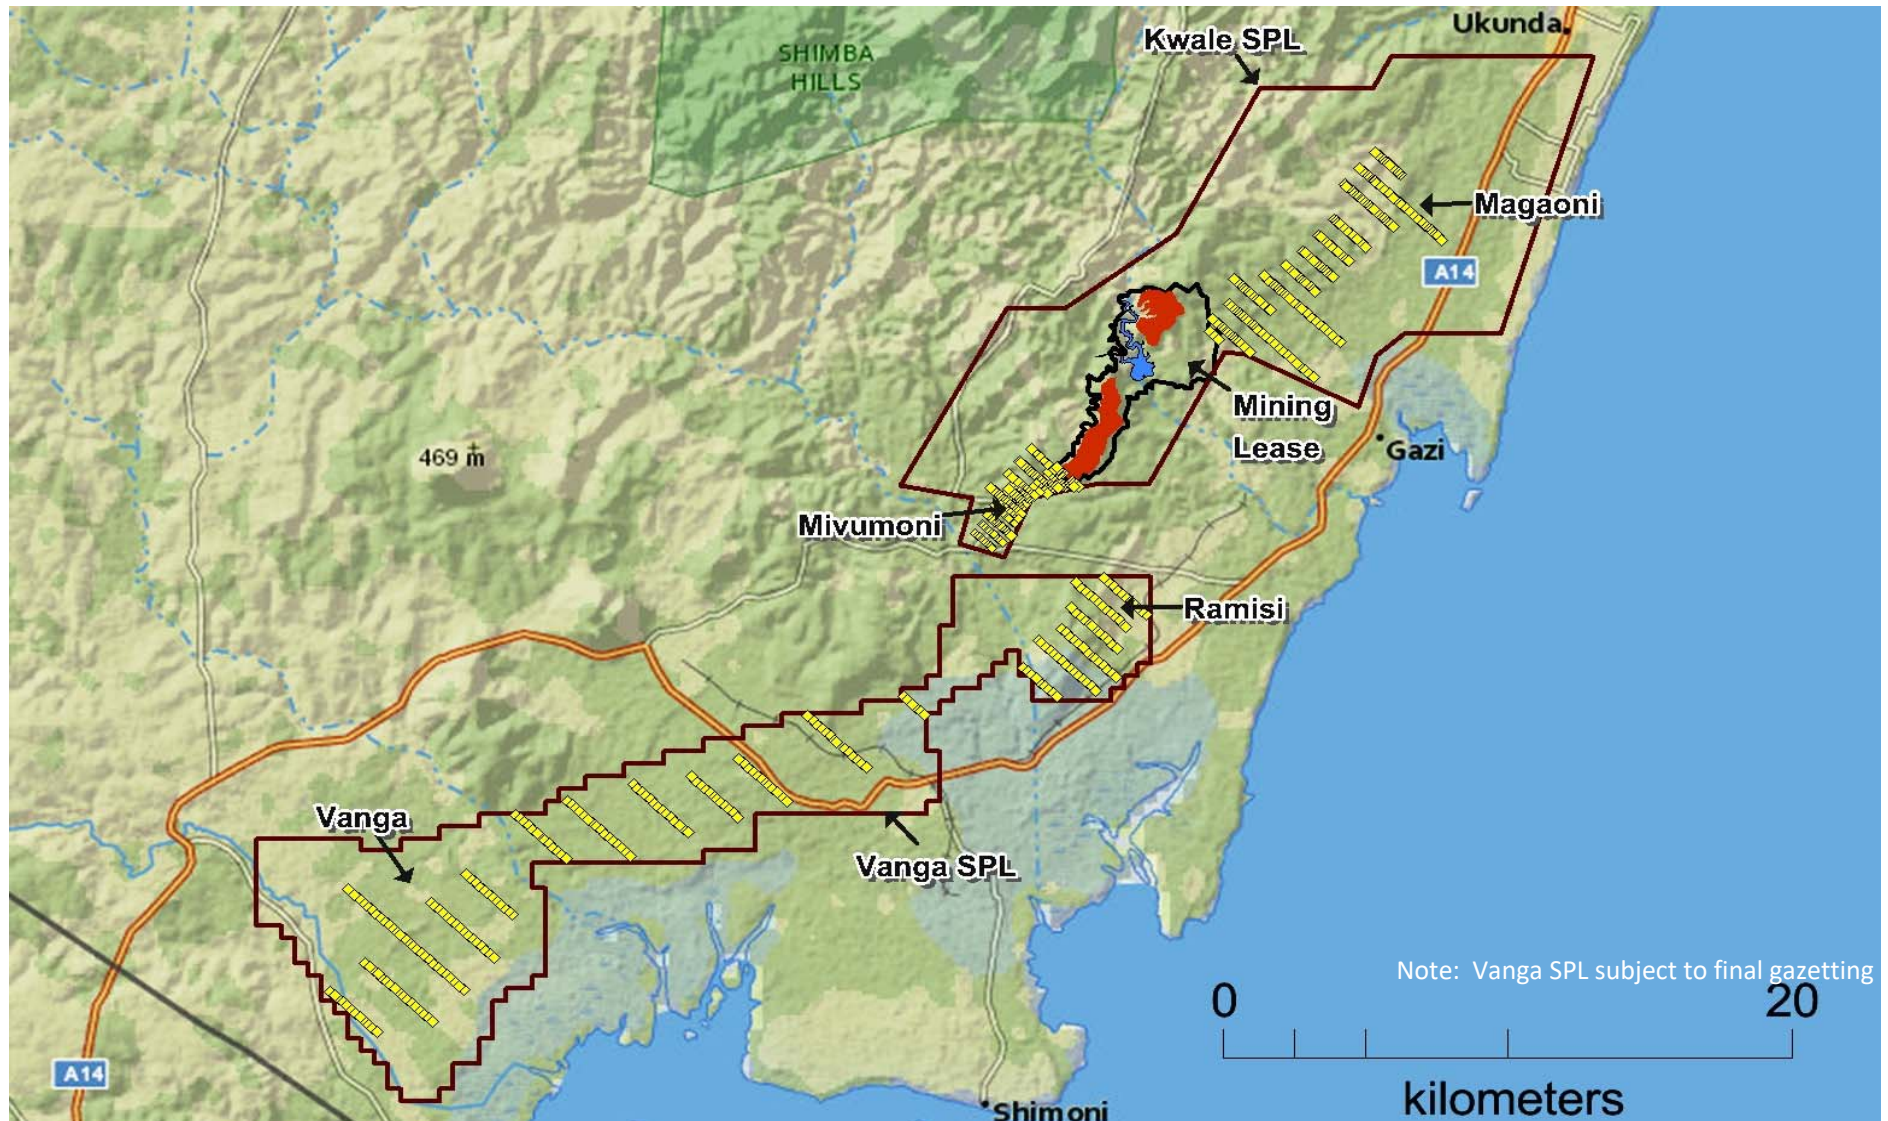 Ukunda
Kwale SPL
SHIMBA
HILLS
Magaoni
A14
Mining
Lease
Gazi
469 m
Mivumoni
Ramisi
Vanga
Vanga SPL
Note: Vanga SPL subject to final gazetting
0
20
kilometers
A14
Shimoni